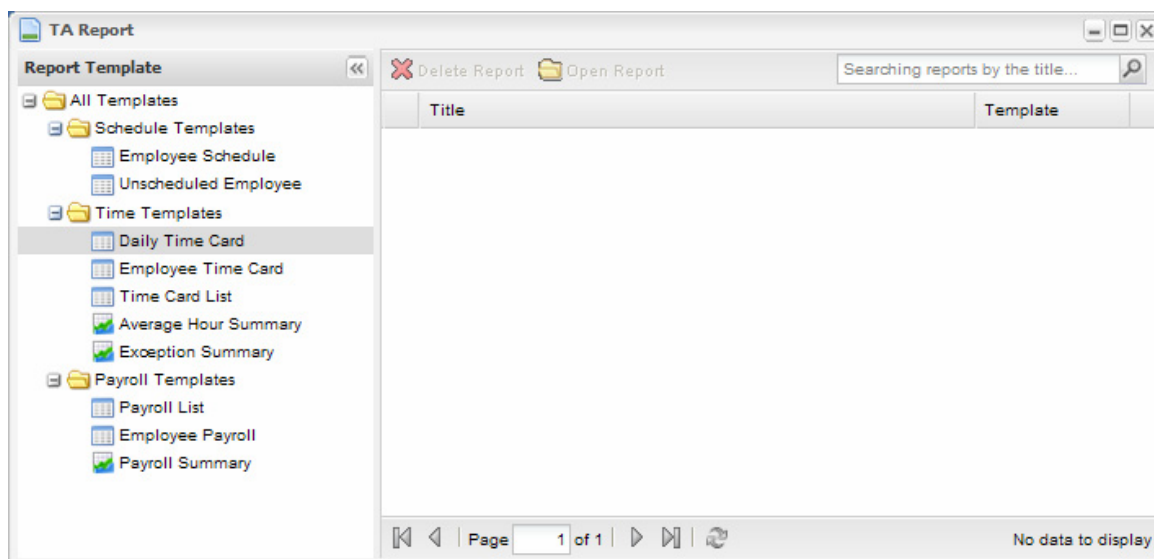 TA Report
Report Template
All Templates
Schedule Templates
Employee Schedule
Unscheduled Employee
Time Templates
Daily Time Card
Employee Time Card
Time Card List
Average Hour Summary
Exception Summary
Payroll Templates
Payroll List
Employee Payroll
Payroll Summary
Delete Report Open Report Searching reports by the title...
Title Template
Page 1 of 1 No data to display